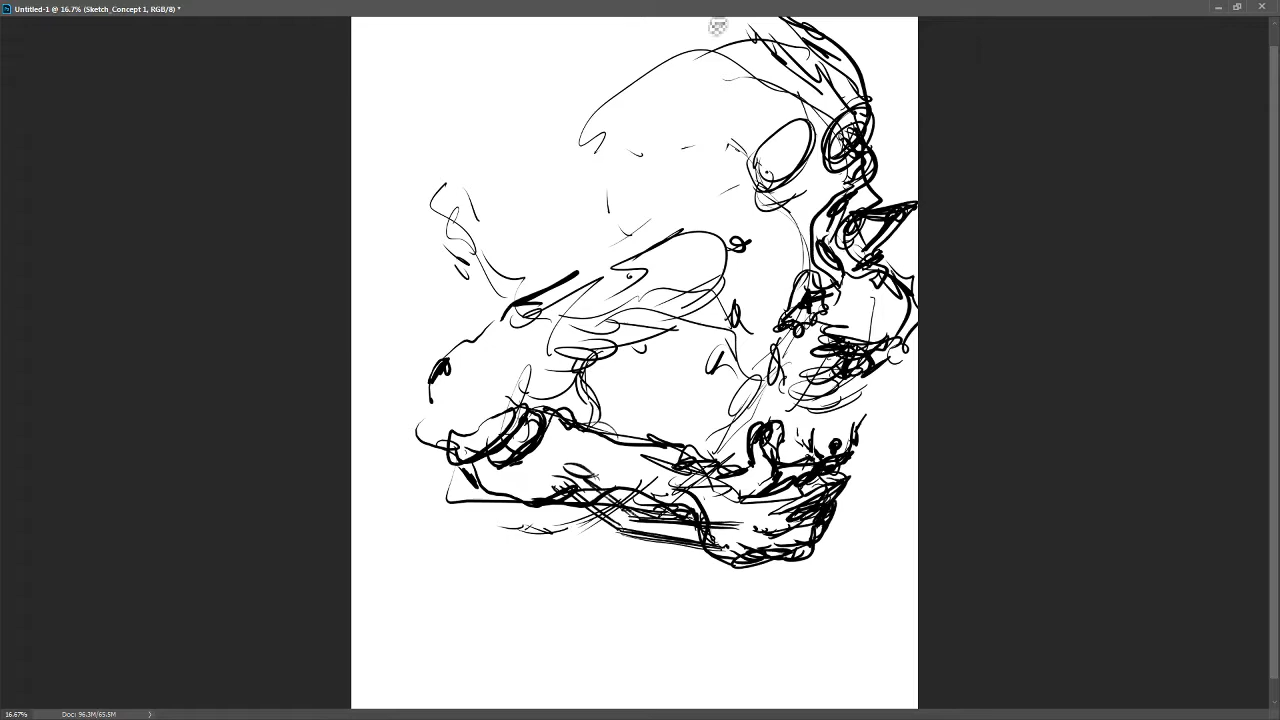 Untitled-1 @ 16.7% (Sketch_Concept 1, RGB/8) *
16.67%
Doc: 96.3M/65.5M